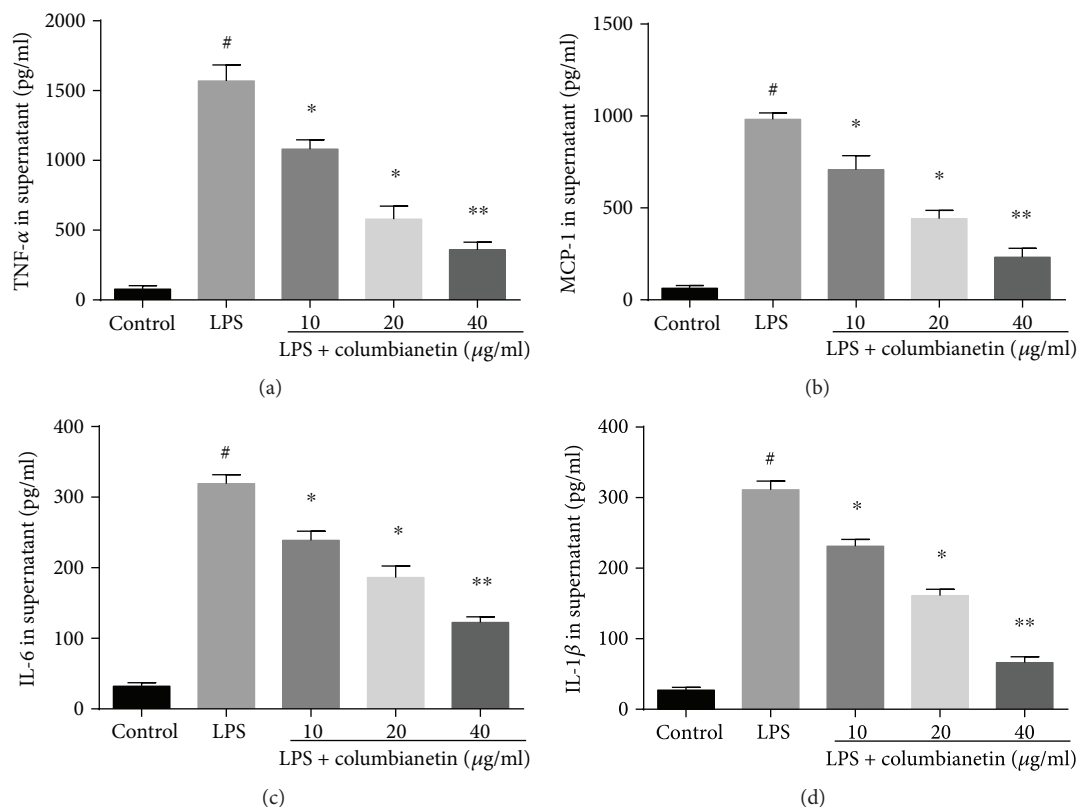 TNF-α in supernatant (pg/ml)
2000
1500
1000
500
0
#
*
*
**
Control
LPS
10
20
40
LPS + columbianetin (μg/ml)
(a)
MCP-1 in supernatant (pg/ml)
1500
1000
500
0
#
*
*
**
Control
LPS
10
20
40
LPS + columbianetin (μg/ml)
(b)
IL-6 in supernatant (pg/ml)
400
300
200
100
0
#
*
*
**
Control
LPS
10
20
40
LPS + columbianetin (μg/ml)
(c)
IL-1β in supernatant (pg/ml)
400
300
200
100
0
#
*
*
**
Control
LPS
10
20
40
LPS + columbianetin (μg/ml)
(d)